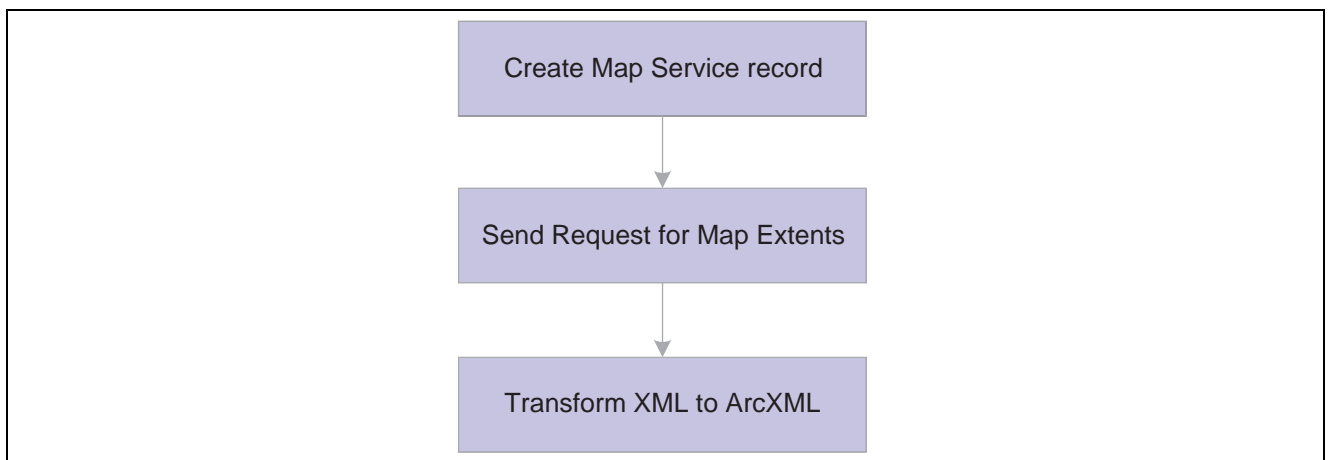 Create Map Service record
Send Request for Map Extents
Transform XML to ArcXML